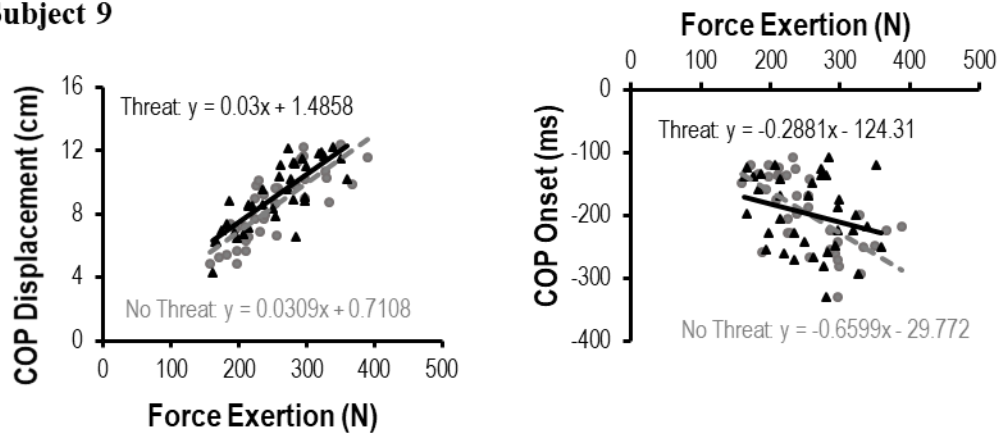 Subject 9
COP Displacement (cm)
16
12
8
4
0
Threat: y = 0.03x + 1.4858
No Threat: y = 0.0309x + 0.7108
0 100 200 300 400 500
Force Exertion (N)
Force Exertion (N)
0 100 200 300 400 500
COP Onset (ms)
0
-100
-200
-300
-400
Threat: y = -0.2881x - 124.31
No Threat: y = -0.6599x - 29.772